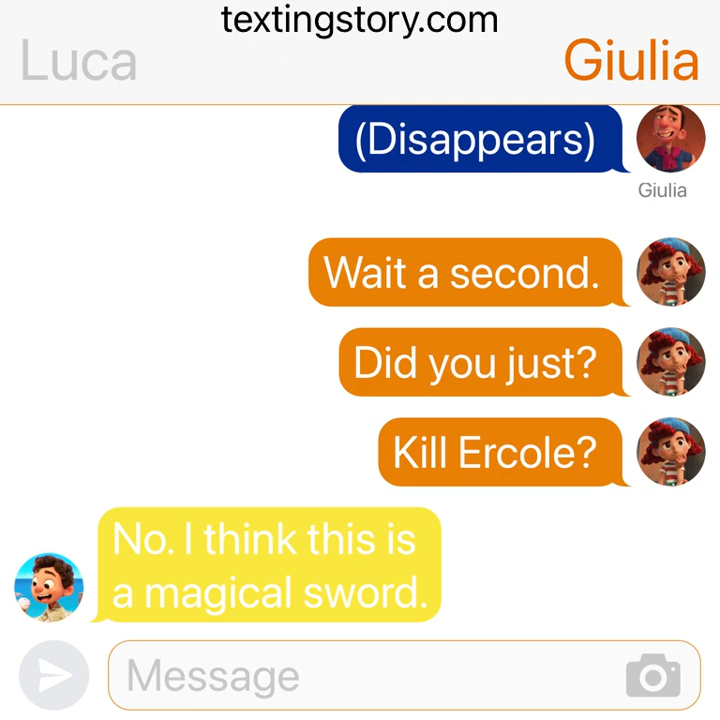 textingstory.com
Luca
Giulia
(Disappears)
Giulia
Wait a second.
Did you just?
Kill Ercole?
No. I think this is
a magical sword.
Message